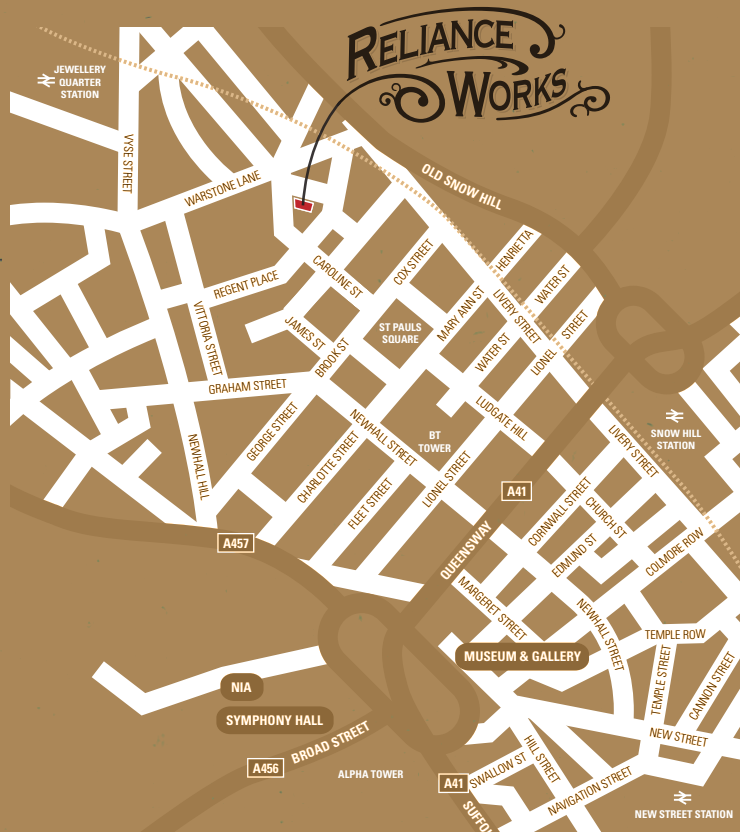 RELIANCE
WORKS
JEWELLERY
QUARTER
STATION
VYSE STREET
WARSTONE LANE
OLD SNOW HILL
HENRIETTA
COX STREET
CAROLINE ST
WATER ST
REGENT PLACE
MARY ANN ST
LIVERY STREET
VITTORIA STREET
JAMES ST
BROOK ST
ST PAULS
SQUARE
WATER ST
LIONEL STREET
GRAHAM STREET
GEORGE STREET
NEWHALL STREET
LUDGATE HILL
BT
TOWER
SNOW HILL
STATION
LIVERY STREET
NEWHALL HILL
CHARLOTTE STREET
FLEET STREET
LIONEL STREET
A41
CORNWALL STREET
CHURCH ST
A457
QUEENSWAY
EDMUND ST
COLMORE ROW
MARGERET STREET
NEWHALL STREET
TEMPLE ROW
MUSEUM & GALLERY
TEMPLE STREET
CANNON STREET
NIA
SYMPHONY HALL
BROAD STREET
NEW STREET
HILL STREET
A456
ALPHA TOWER
A41
SWALLOW ST
NAVIGATION STREET
SUFFO
NEW STREET STATION